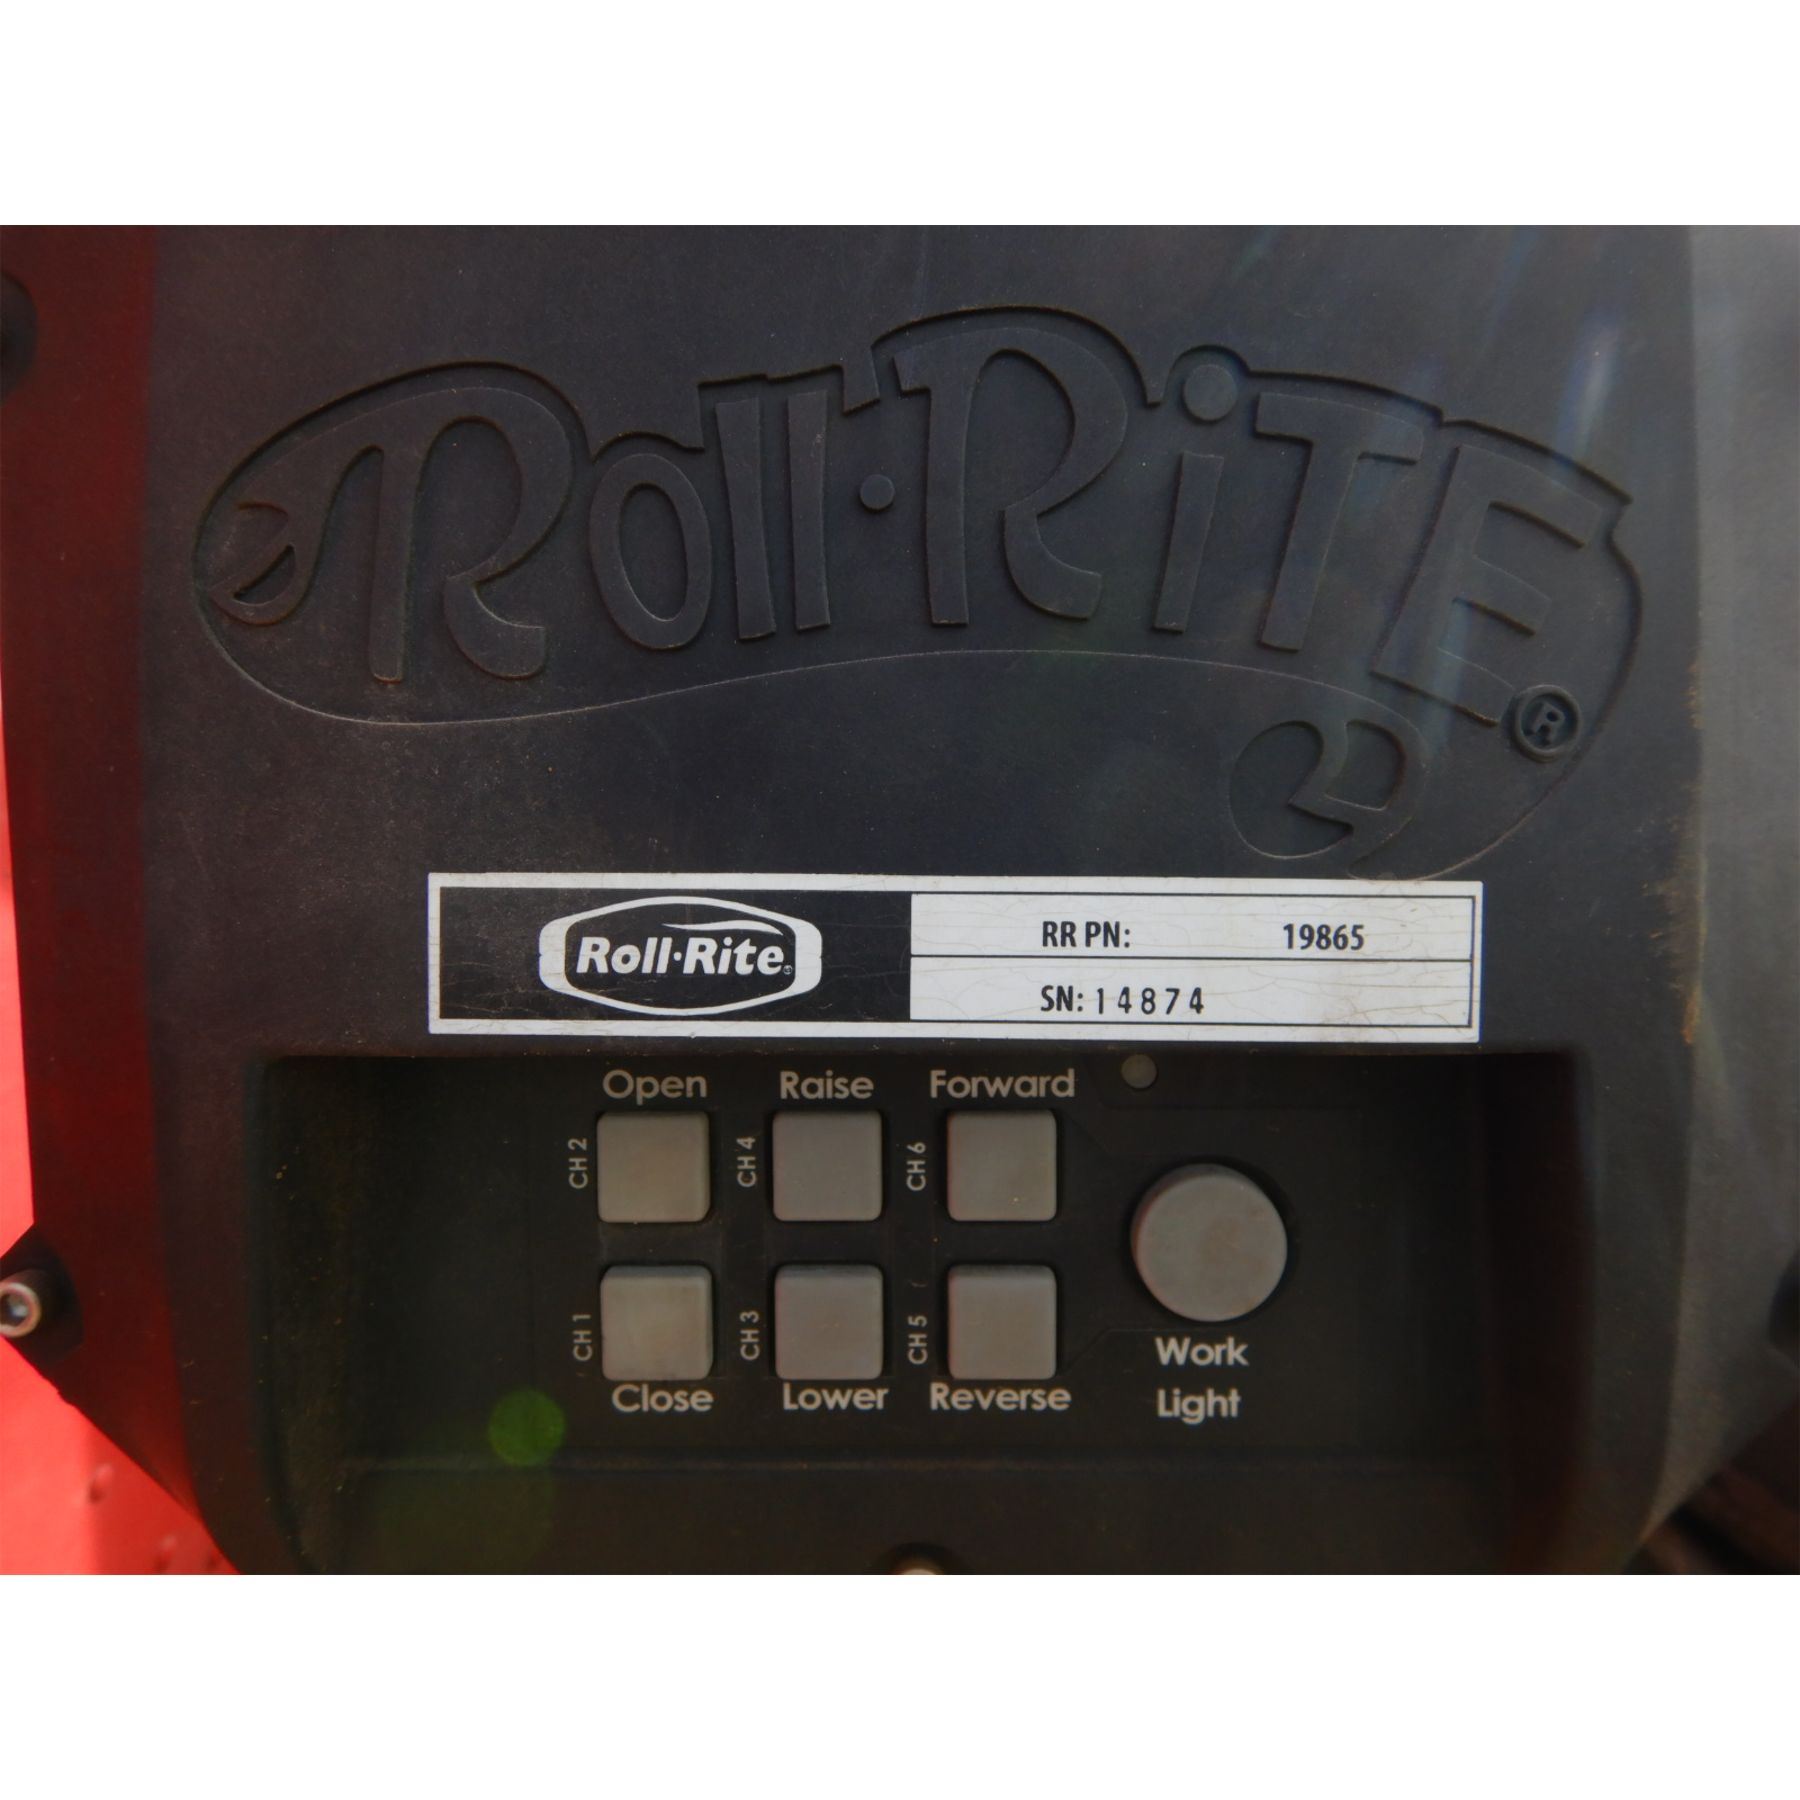 Roll·RiTE®
Roll·Rite®
RR PN: 19865
SN: 14874
Open Raise Forward
CH 2 CH 4 CH 6
CH 1 CH 3 CH 5
Close Lower Reverse
Work
Light